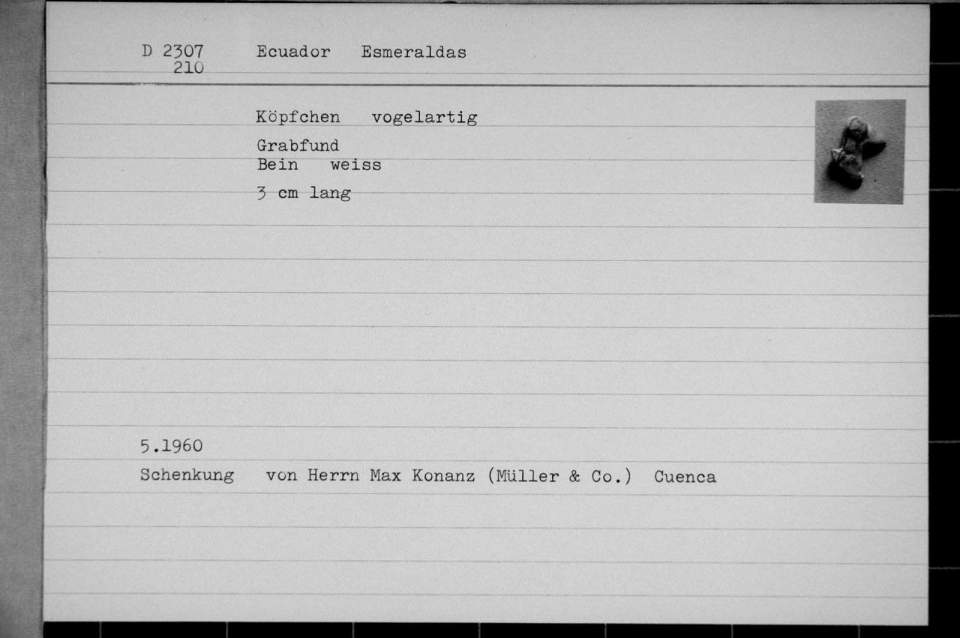 D 2307 Ecuador Esmeraldas
210
Köpfchen vogelartig
Grabfund
Bein weiss
3 cm lang
5.1960
Schenkung von Herrn Max Konanz (Müller & Co.) Cuenca